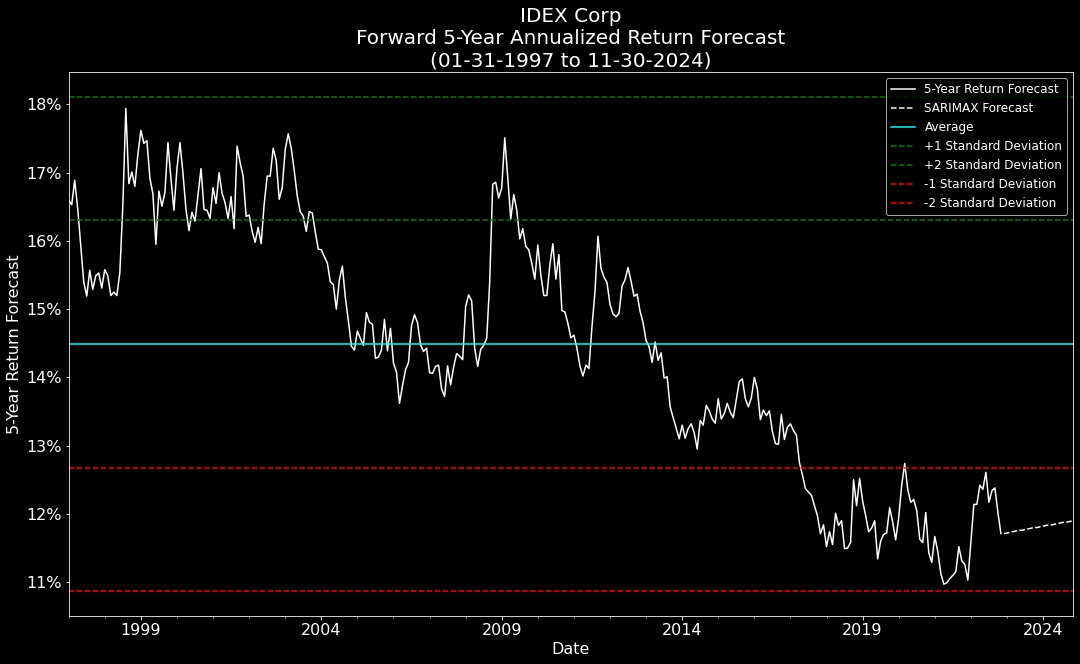 IDEX Corp
Forward 5-Year Annualized Return Forecast
(01-31-1997 to 11-30-2024)
5-Year Return Forecast
SARIMAX Forecast
Average
+1 Standard Deviation
+2 Standard Deviation
-1 Standard Deviation
-2 Standard Deviation
5-Year Return Forecast
18%
17%
16%
15%
14%
13%
12%
11%
1999
2004
2009
2014
2019
2024
Date